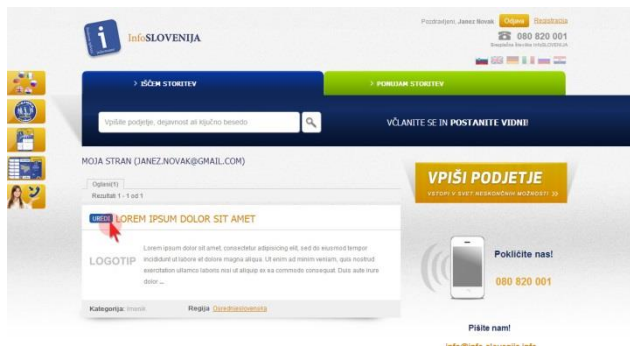 Pozdravljeni, Janez Novak
Odjava
Registracija
080 820 001
Brezplačna številka InfoSLOVENIJA
i
InfoSLOVENIJA
> IŠČEM STORITEV
> PONUJAM STORITEV
Vpišite podjetje, dejavnost ali ključno besedo
VČLANITE SE IN POSTANITE VIDNI!
MOJA STRAN (JANEZ.NOVAK@GMAIL.COM)
Oglasi(1)
Rezultati 1 - 1 od 1
VPIŠI PODJETJE
VSTOPI V SVET NESKONČNIH MOŽNOSTI
UREDI LOREM IPSUM DOLOR SIT AMET
LOGOTIP
Lorem ipsum dolor sit amet, consectetur adipisicing elit, sed do eiusmod tempor
incididunt ut labore et dolore magna aliqua. Ut enim ad minim veniam, quis nostrud
exercitation ullamco laboris nisi ut aliquip ex ea commodo consequat. Duis aute irure
dolor ...
Kategorija: Imenik
Regija Osrednjeslovenska
Pokličite nas!
080 820 001
Pišite nam!
info@info-slovenija.info